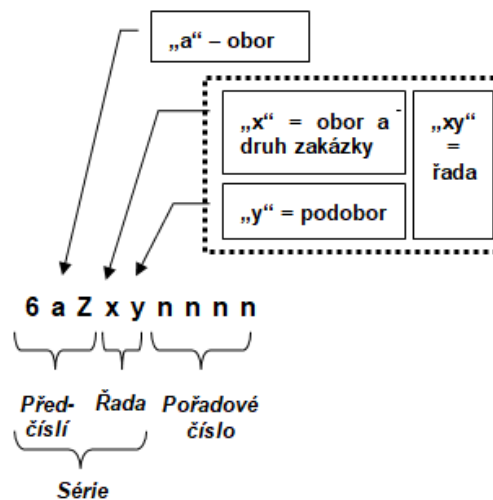 „a“ – obor
„x“ = obor a
druh zakázky
„xy“
=
řada
„y“ = podobor
6 a Z x y n n n n
Před-
číslí
Řada
Pořadové
číslo
Série